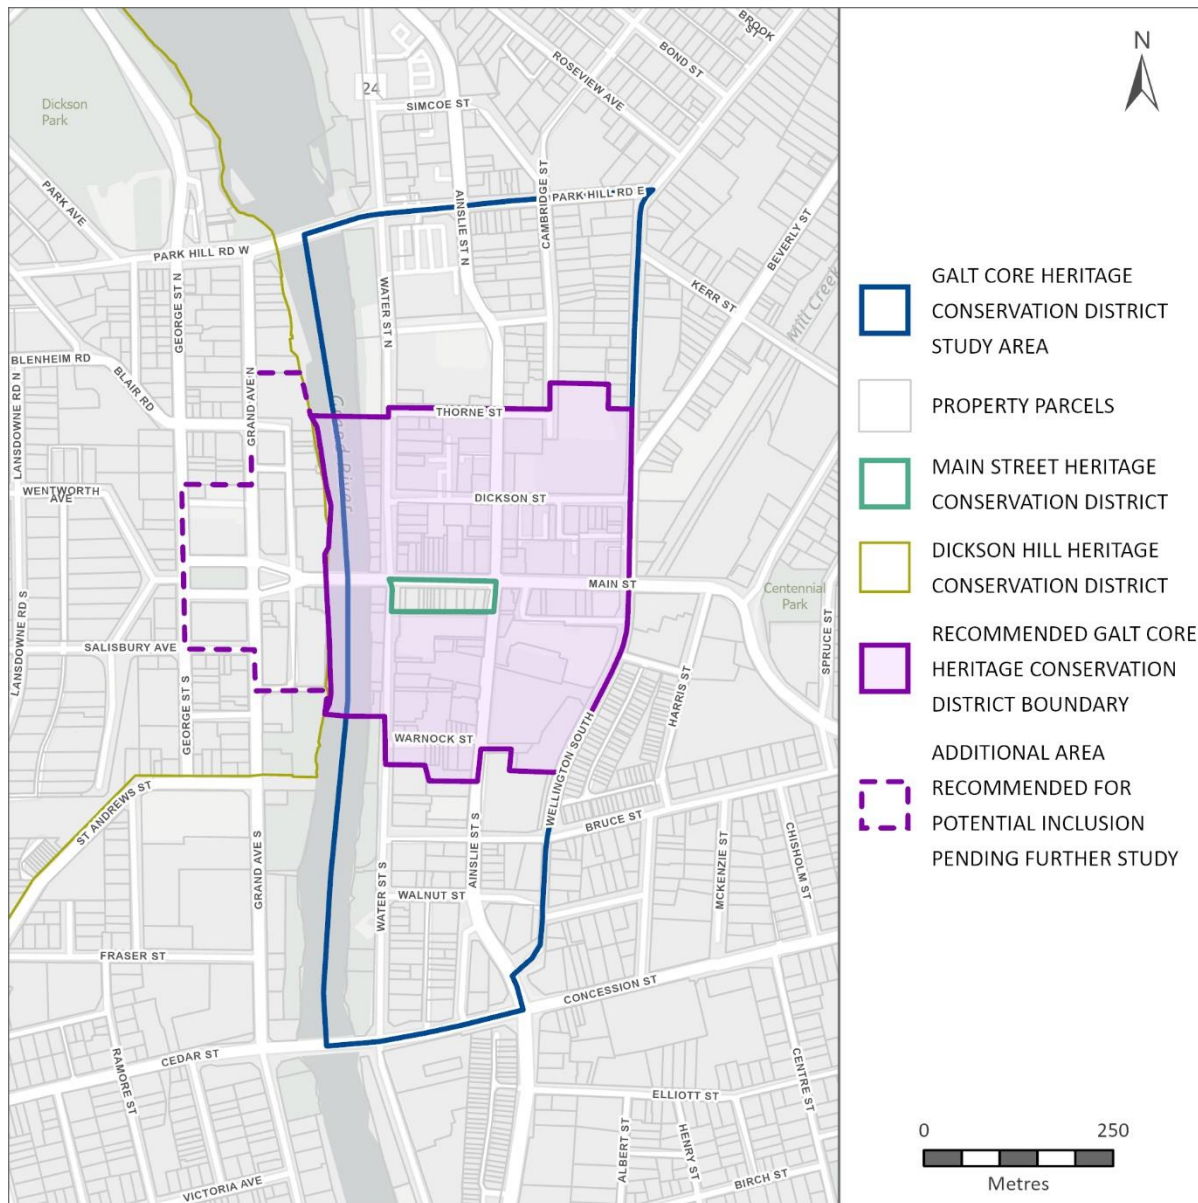 BROOK
ST
BOND ST
ROSEVIEW AVE
24
SIMCOE ST
Dickson
Park
PARK AVE
CAMBRIDGE ST
AINSLIE ST N
PARK HILL RD E
PARK HILL RD W
BEVERLY ST
KERR ST
Mill Creek
GEORGE ST N
WATER ST N
BLENHEIM RD
BLAIR RD
LANSDOWNE RD N
GRAND AVE N
Grand River
THORNE ST
WENTWORTH
AVE
DICKSON ST
MAIN ST
Centennial
Park
LANSDOWNE RD S
SALISBURY AVE
SPRUCE ST
HARRIS ST
GEORGE ST S
WARNOCK ST
WELLINGTON SOUTH
ST ANDREWS ST
BRUCE ST
GRAND AVE S
AINSLIE ST S
WATER ST S
WALNUT ST
MCKENZIE ST
CHISHOLM ST
FRASER ST
CONCESSION ST
CEDAR ST
RAMORE ST
CENTRE ST
ELLIOTT ST
ALBERT ST
HENRY ST
BIRCH ST
VICTORIA AVE
N
GALT CORE HERITAGE
CONSERVATION DISTRICT
STUDY AREA
PROPERTY PARCELS
MAIN STREET HERITAGE
CONSERVATION DISTRICT
DICKSON HILL HERITAGE
CONSERVATION DISTRICT
RECOMMENDED GALT CORE
HERITAGE CONSERVATION
DISTRICT BOUNDARY
ADDITIONAL AREA
RECOMMENDED FOR
POTENTIAL INCLUSION
PENDING FURTHER STUDY
0 250
Metres